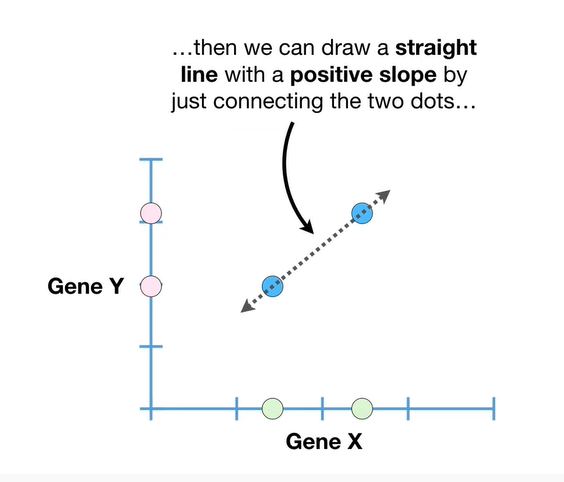 ...then we can draw a straight
line with a positive slope by
just connecting the two dots...
Gene Y
Gene X